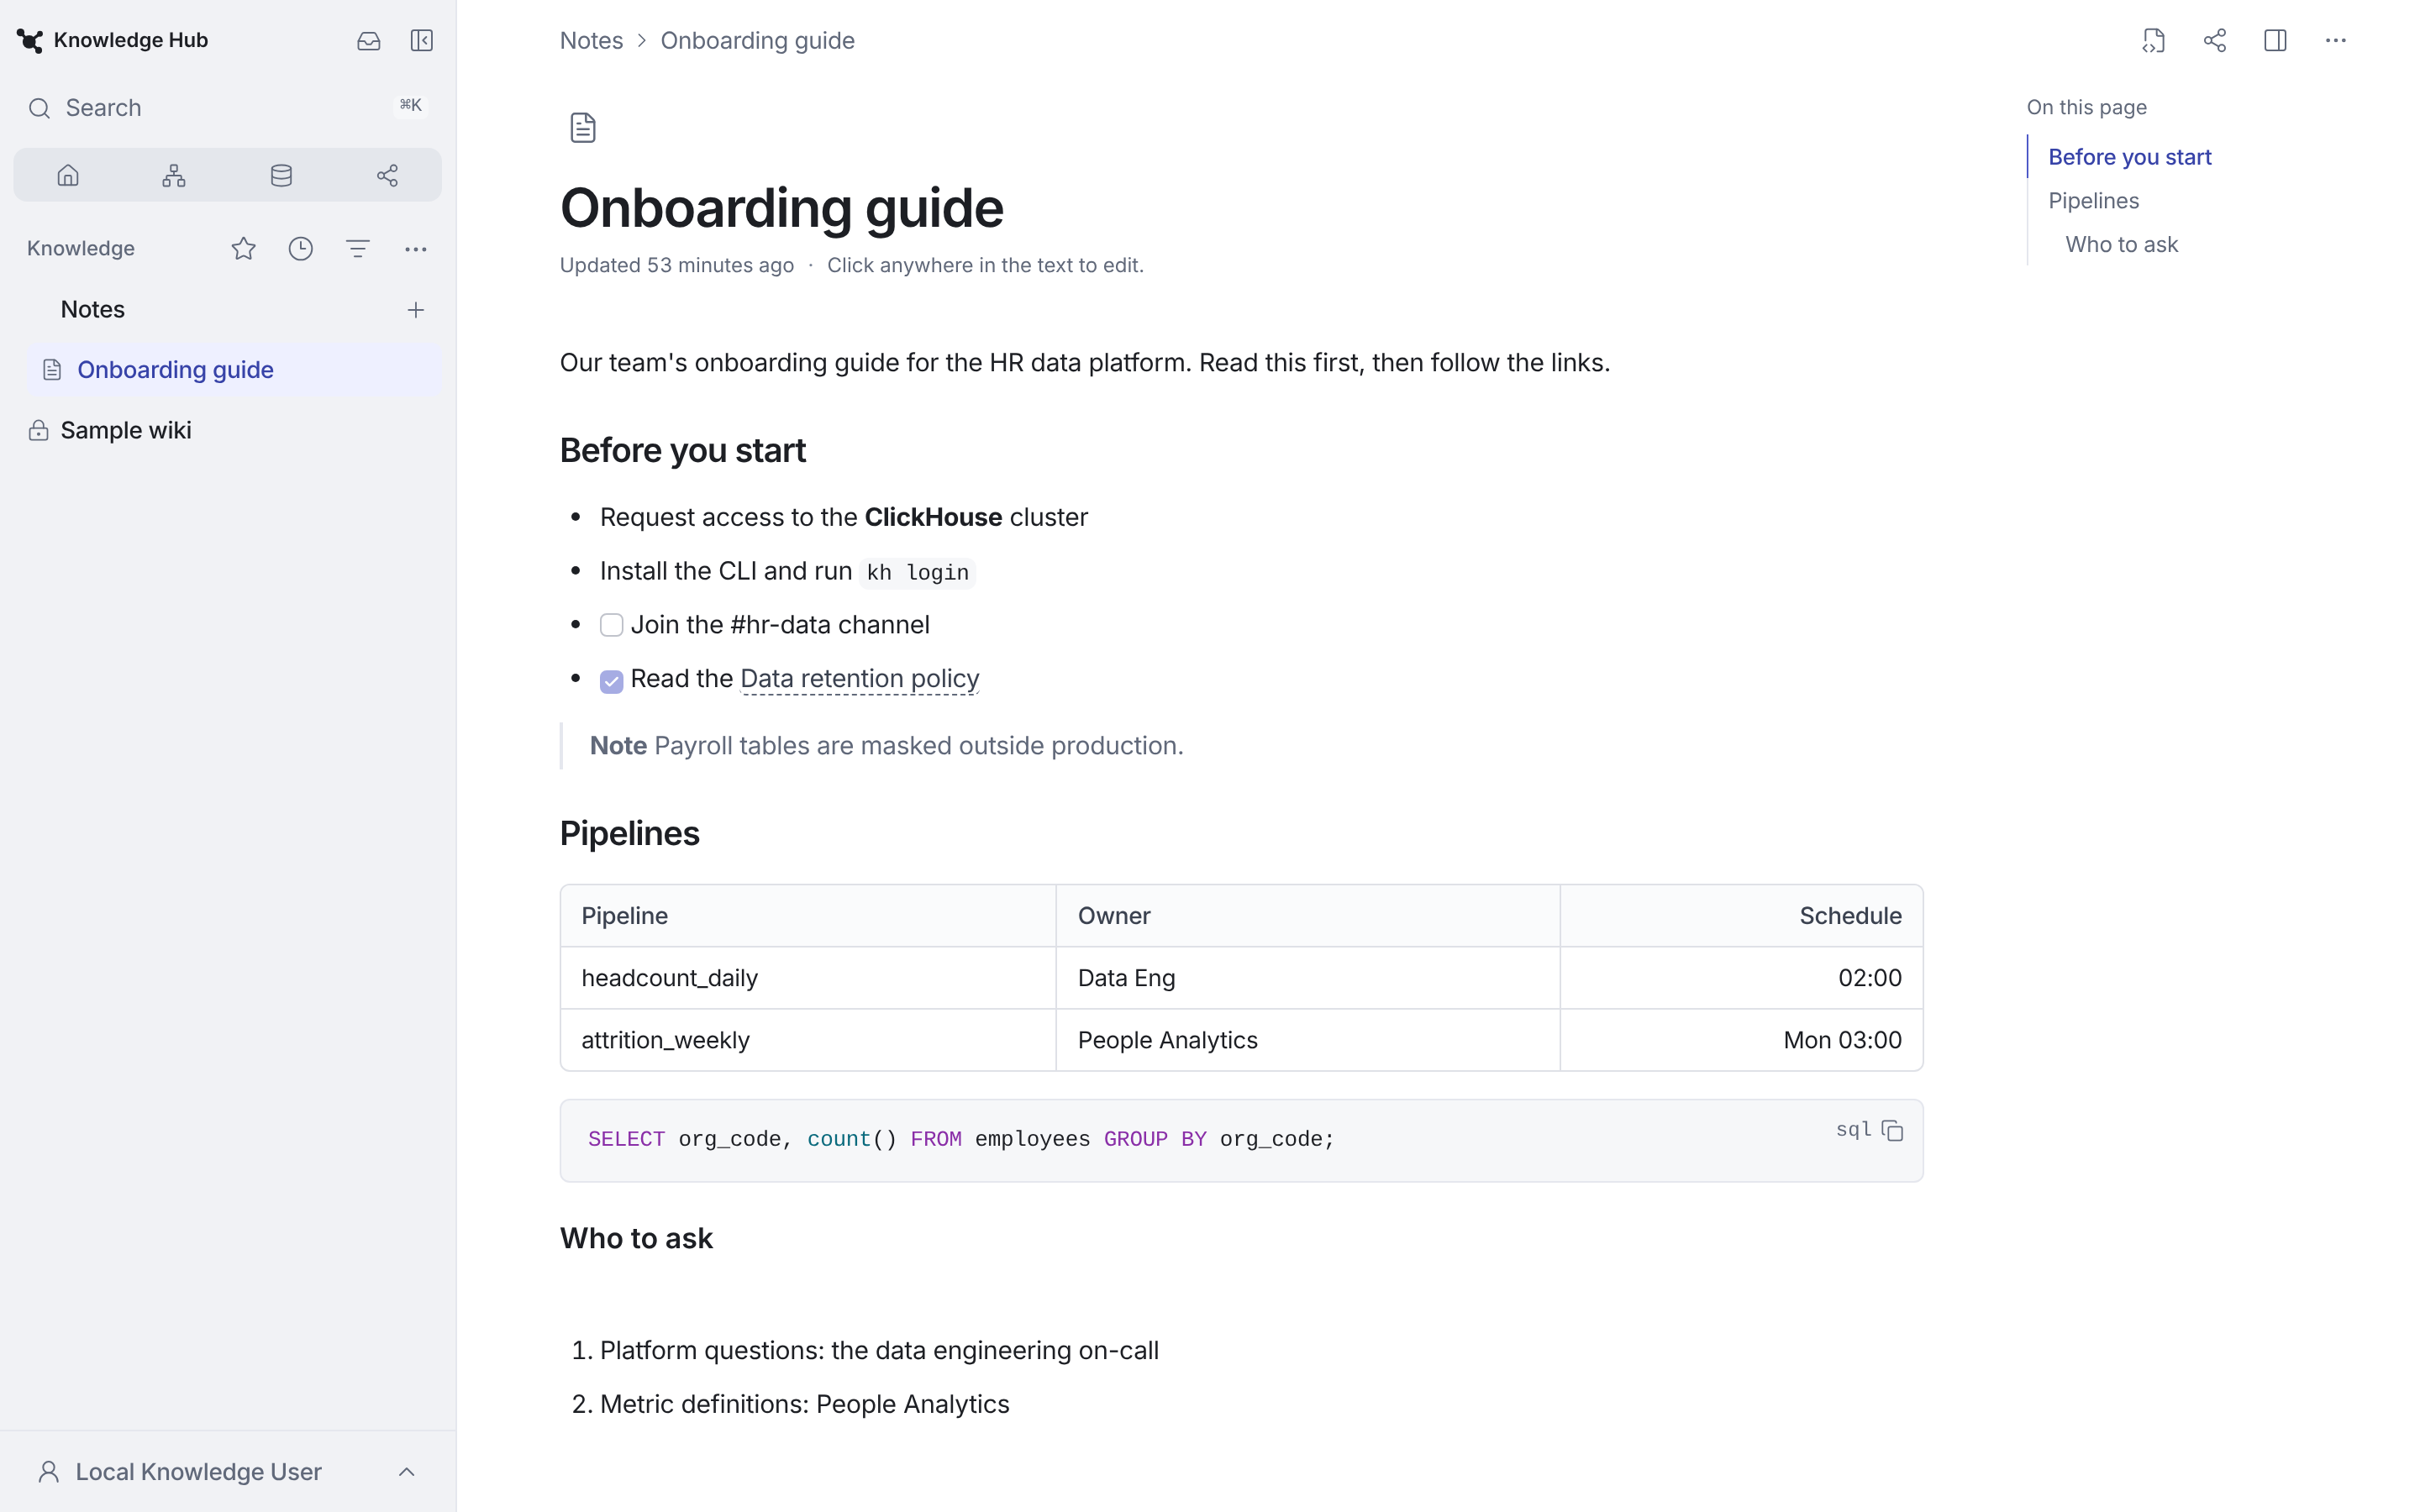 Knowledge Hub
Search
⌘K
Knowledge
Notes
Onboarding guide
Sample wiki
Local Knowledge User
Notes > Onboarding guide
Onboarding guide
Updated 53 minutes ago · Click anywhere in the text to edit.
Our team's onboarding guide for the HR data platform. Read this first, then follow the links.
Before you start
• Request access to the ClickHouse cluster
• Install the CLI and run kh login
• Join the #hr-data channel
• Read the Data retention policy
Note Payroll tables are masked outside production.
Pipelines
Pipeline Owner Schedule
headcount_daily Data Eng 02:00
attrition_weekly People Analytics Mon 03:00
SELECT org_code, count() FROM employees GROUP BY org_code;
sql
Who to ask
1. Platform questions: the data engineering on-call
2. Metric definitions: People Analytics
On this page
Before you start
Pipelines
Who to ask